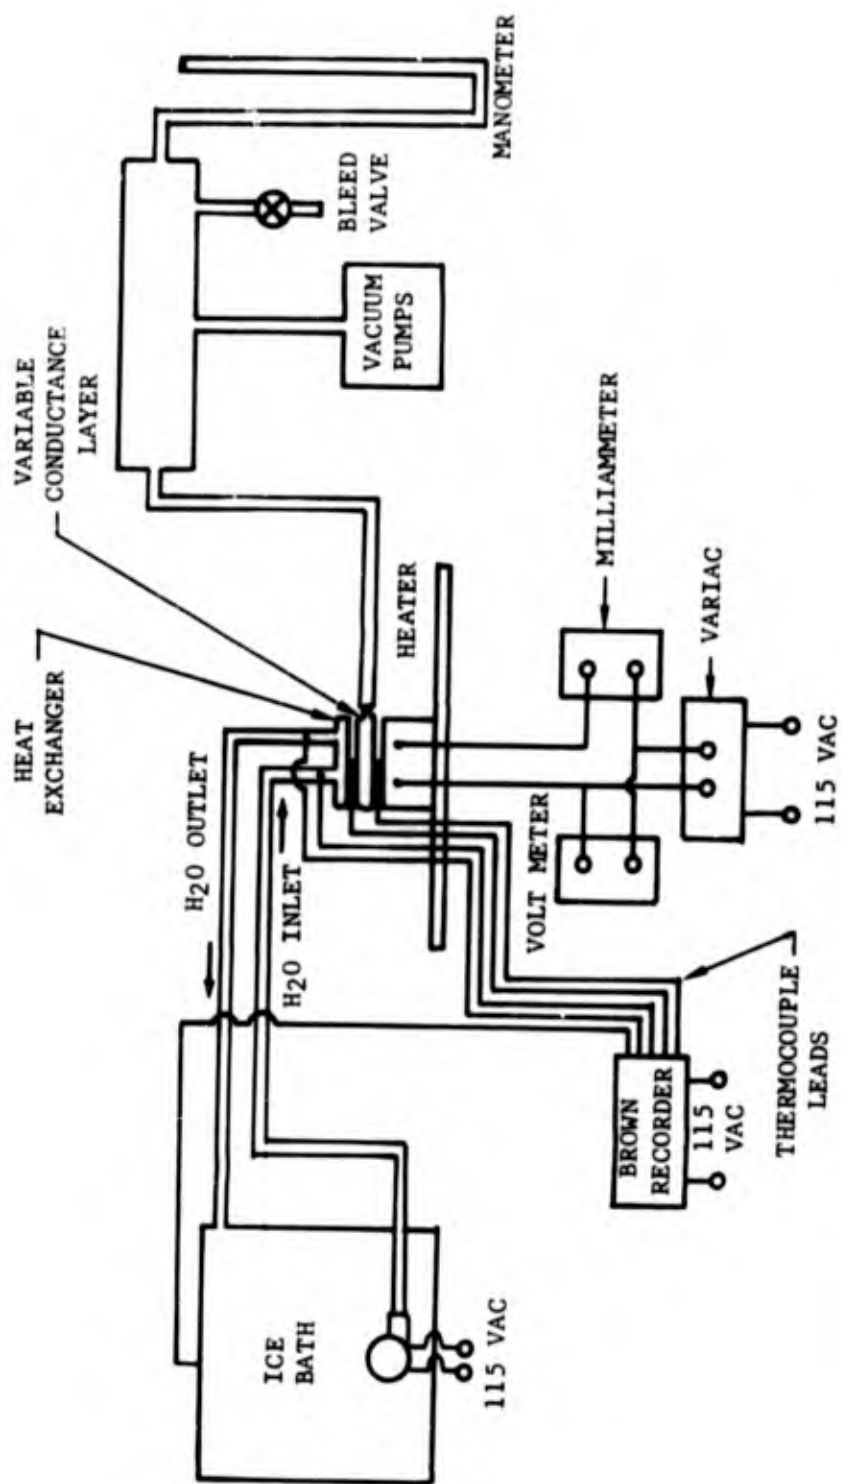 MANOMETER
BLEED
VALVE
VACUUM
PUMPS
VARIABLE
CONDUCTANCE
LAYER
HEAT
EXCHANGER
HEATER
MILLIAMMETER
VARIAC
115 VAC
VOLT METER
H2O OUTLET
H2O INLET
THERMOCOUPLE
LEADS
BROWN
RECORDER
115
VAC
ICE
BATH
115 VAC